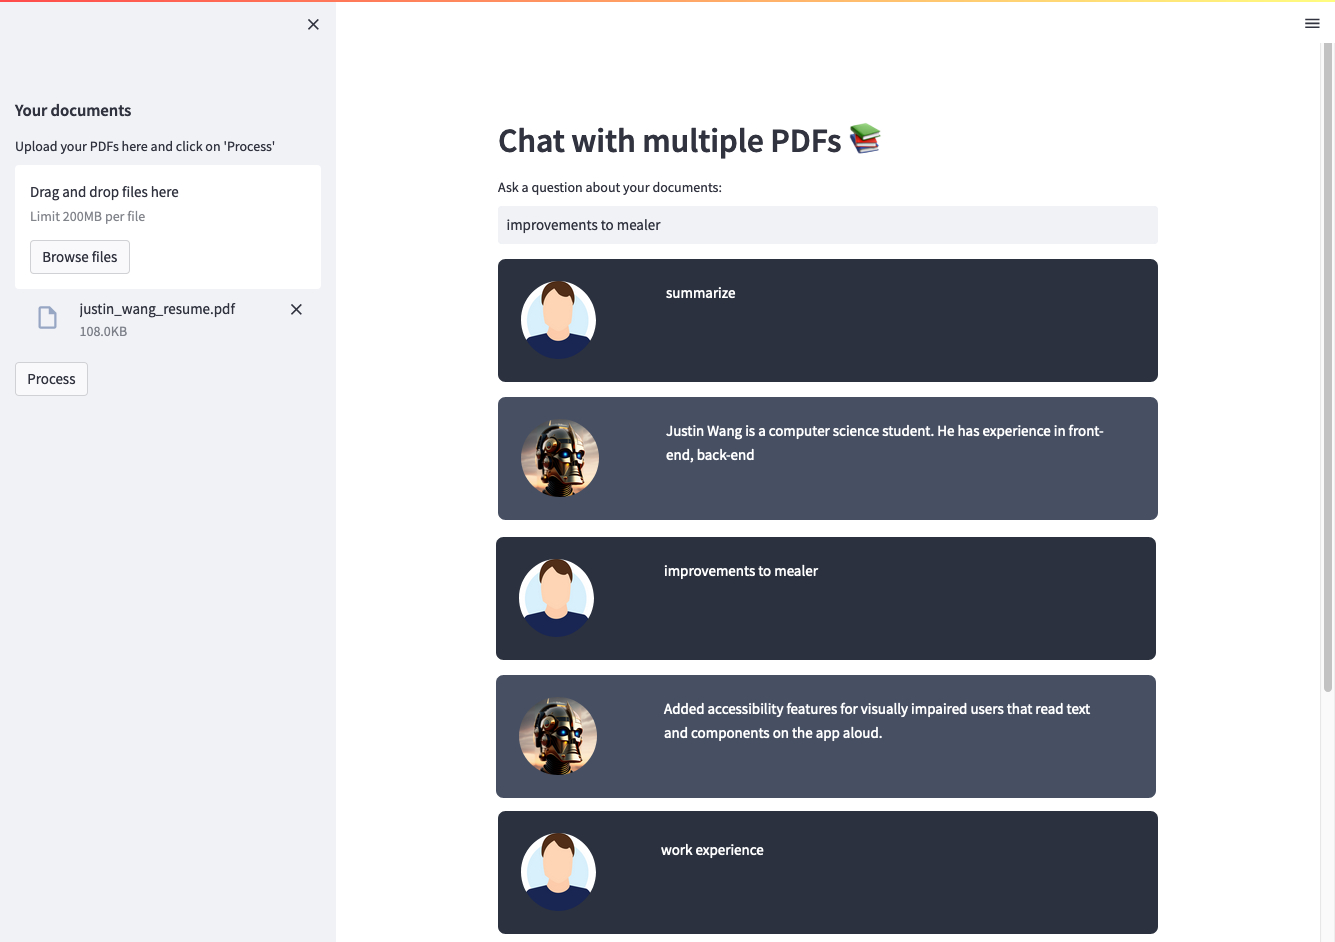 Your documents
Upload your PDFs here and click on 'Process'
Drag and drop files here
Limit 200MB per file
Browse files
justin_wang_resume.pdf
108.0KB
Process
Chat with multiple PDFs 📚
Ask a question about your documents:
improvements to mealer
summarize
Justin Wang is a computer science student. He has experience in front-
end, back-end
improvements to mealer
Added accessibility features for visually impaired users that read text
and components on the app aloud.
work experience